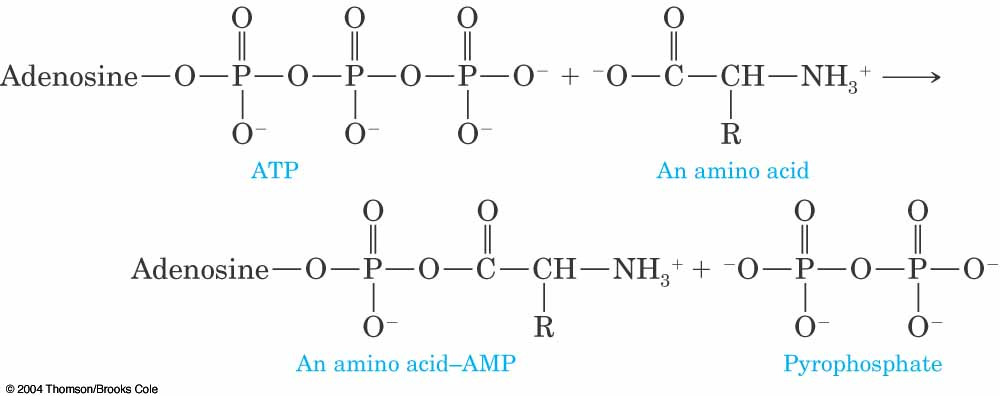 O O O O
Adenosine—O—P—O—P—O—P—O⁻ + ⁻O—C—CH—NH₃⁺ ⟶
O⁻ O⁻ O⁻ R
ATP An amino acid
O O O O
Adenosine—O—P—O—C—CH—NH₃⁺ + ⁻O—P—O—P—O⁻
O⁻ R O⁻ O⁻
An amino acid–AMP Pyrophosphate
© 2004 Thomson/Brooks Cole